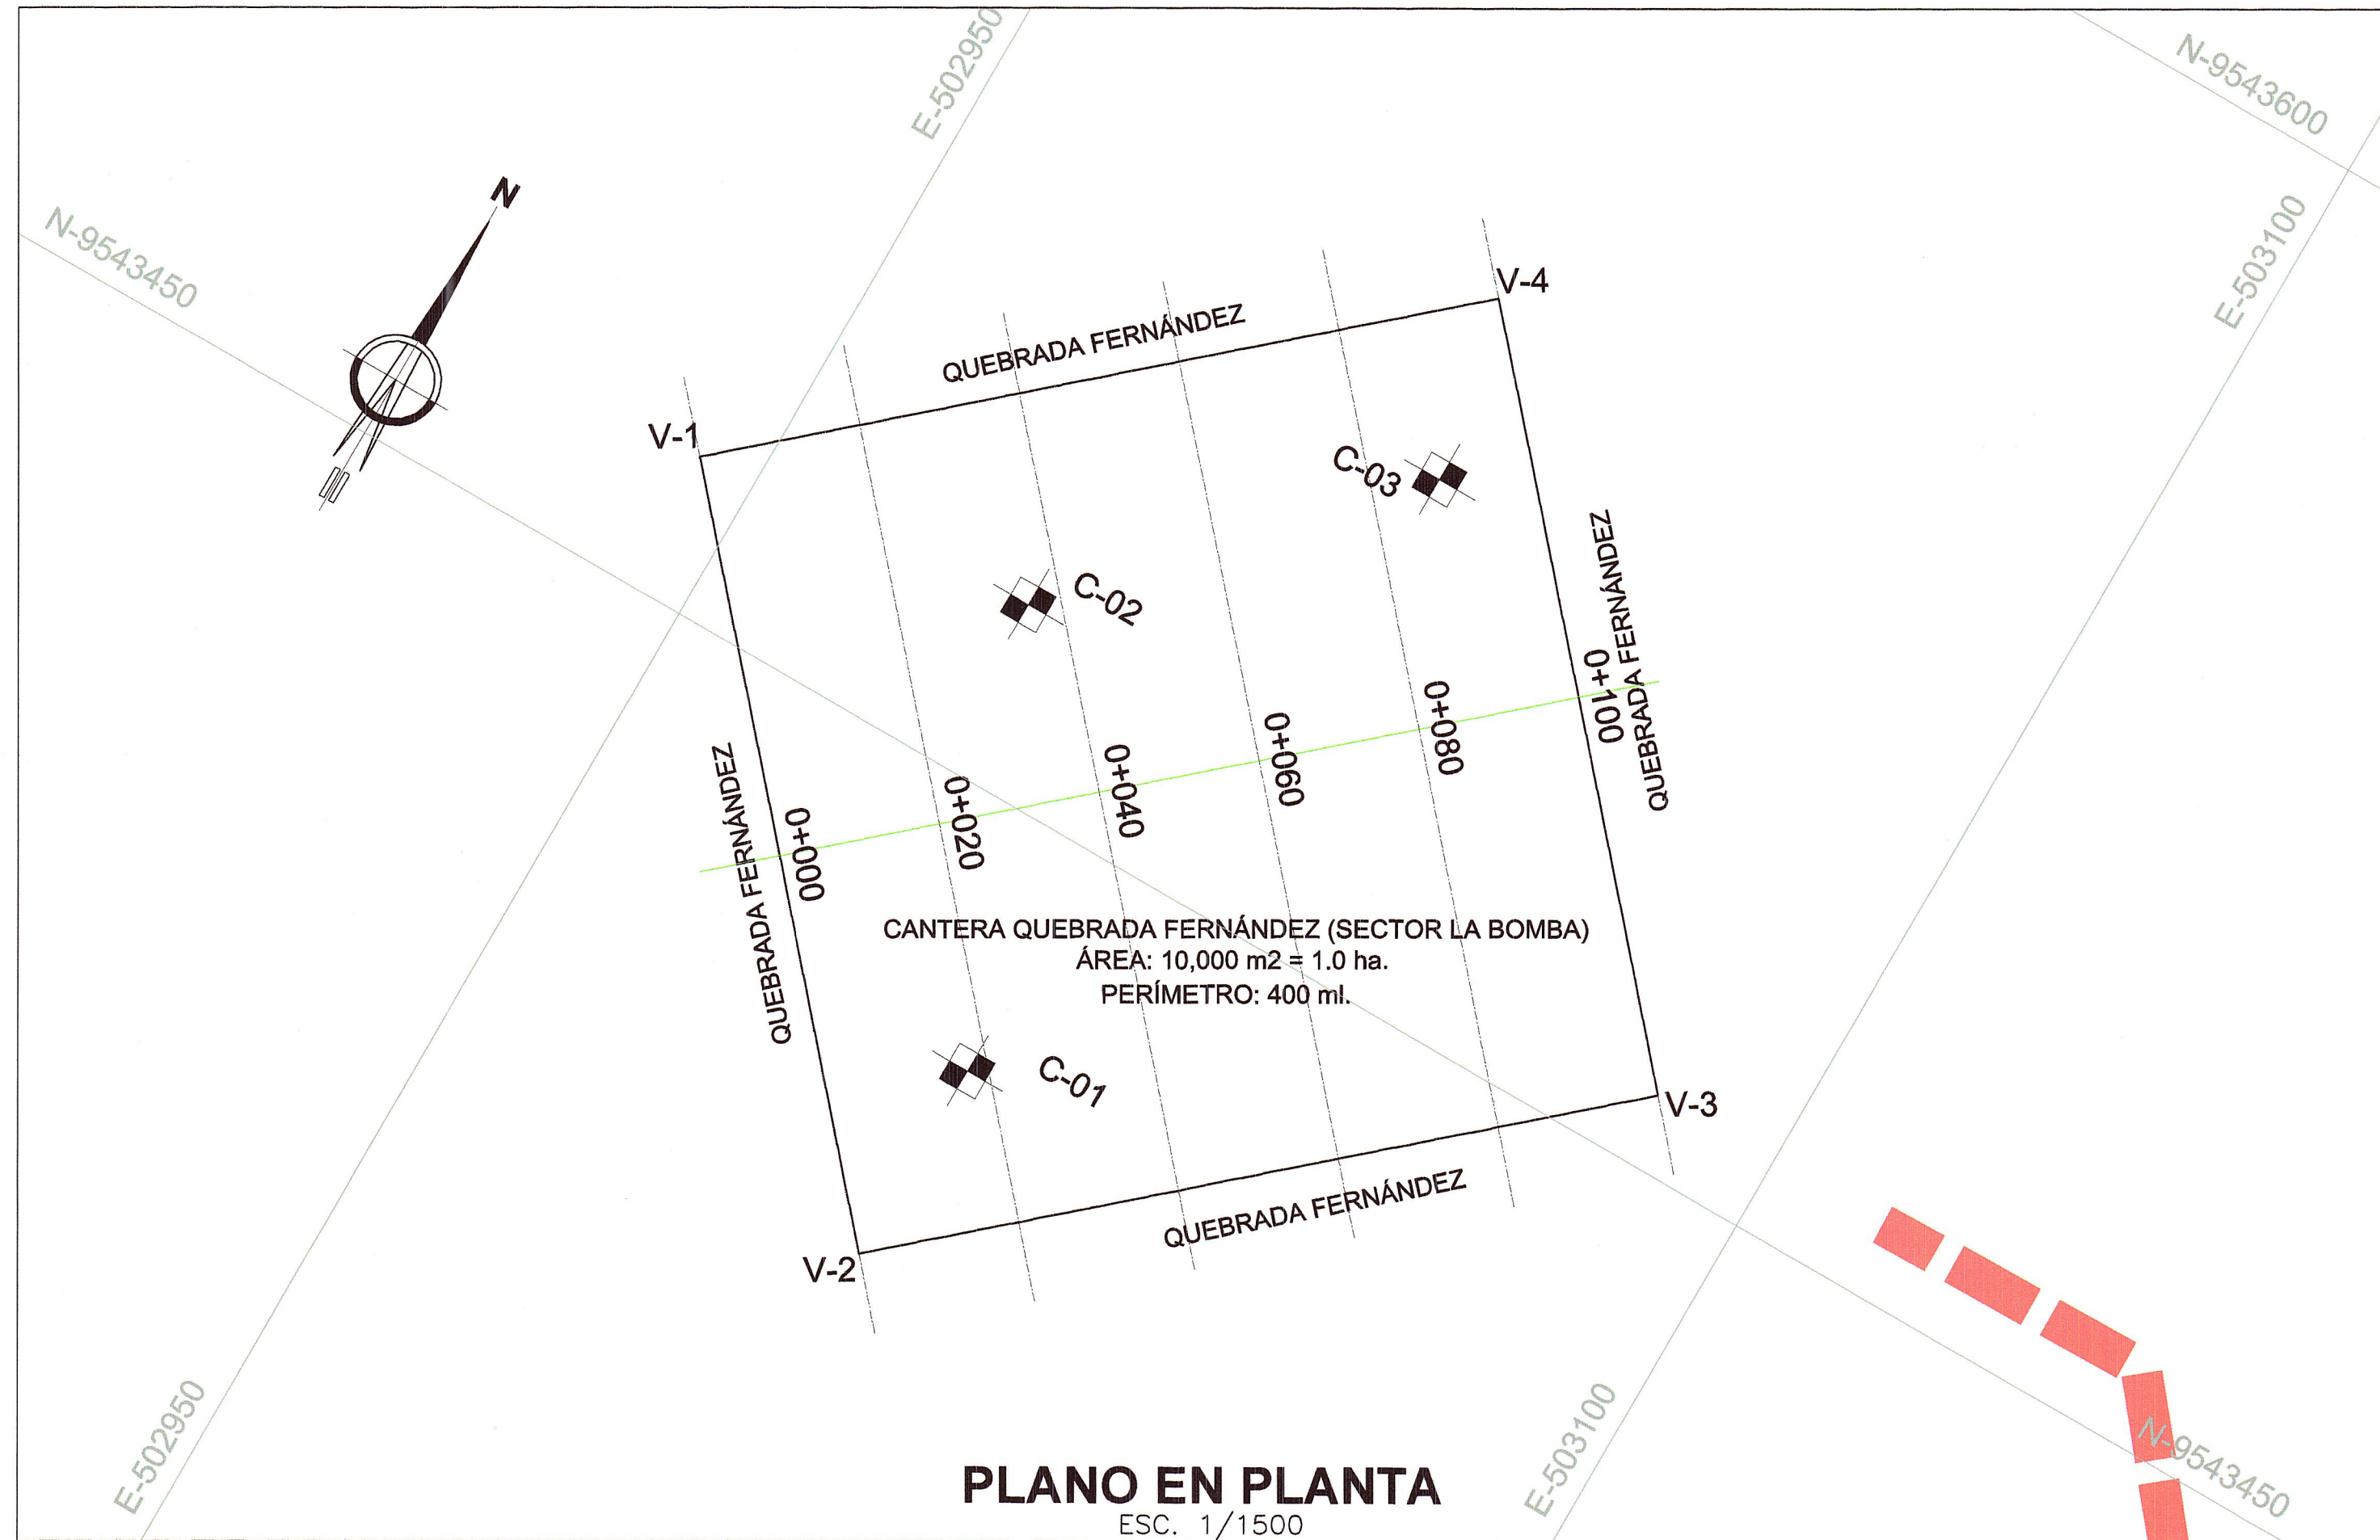 E-502950
N-9543600
N
N-9543450
E-503100
V-4
QUEBRADA FERNÁNDEZ
V-1
C-03
C-02
QUEBRADA FERNÁNDEZ
0+100
0+080
0+060
0+040
0+020
0+000
QUEBRADA FERNÁNDEZ
CANTERA QUEBRADA FERNÁNDEZ (SECTOR LA BOMBA)
ÁREA: 10,000 m2 = 1.0 ha.
PERÍMETRO: 400 ml.
C-01
V-3
QUEBRADA FERNÁNDEZ
V-2
E-502950
E-503100
N-9543450
PLANO EN PLANTA
ESC. 1/1500